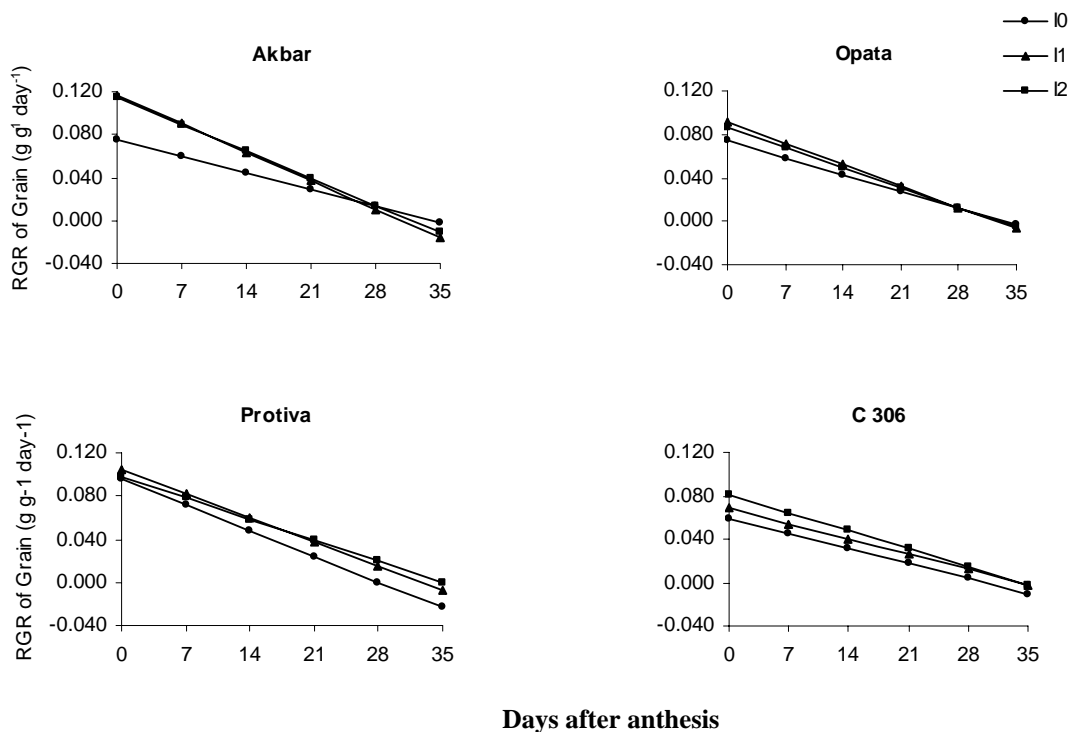 I0
I1
I2
Akbar
RGR of Grain (g g¹ day⁻¹)
0.120
0.080
0.040
0.000
-0.040
0 7 14 21 28 35
Opata
0.120
0.080
0.040
0.000
-0.040
0 7 14 21 28 35
Protiva
RGR of Grain (g g-1 day-1)
0.120
0.080
0.040
0.000
-0.040
0 7 14 21 28 35
C 306
0.120
0.080
0.040
0.000
-0.040
0 7 14 21 28 35
Days after anthesis